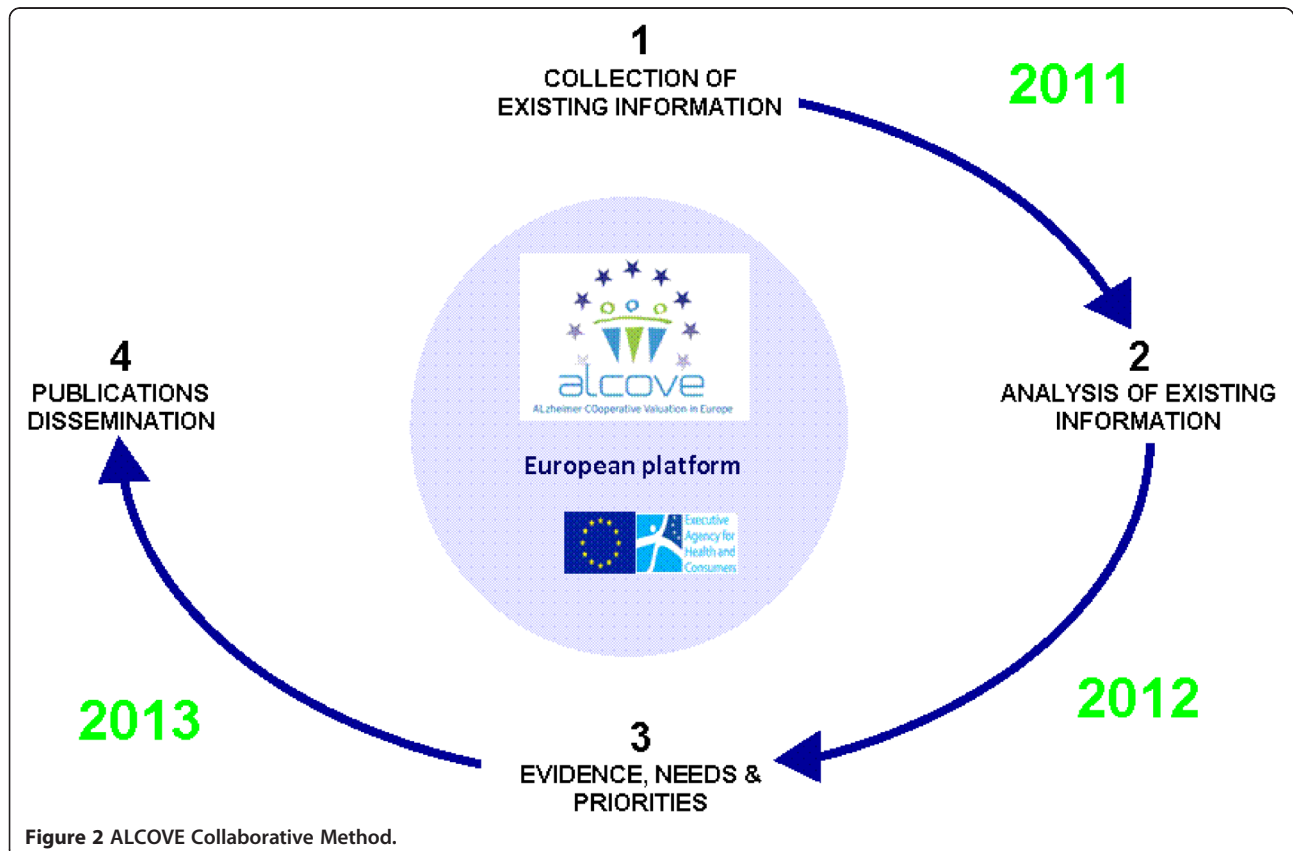 1
COLLECTION OF
EXISTING INFORMATION
2011
2
ANALYSIS OF EXISTING
INFORMATION
2012
3
EVIDENCE, NEEDS &
PRIORITIES
2013
4
PUBLICATIONS
DISSEMINATION
alcove
ALzheimer COoperative Valuation in Europe
European platform
Executive
Agency for
Health and
Consumers
Figure 2 ALCOVE Collaborative Method.